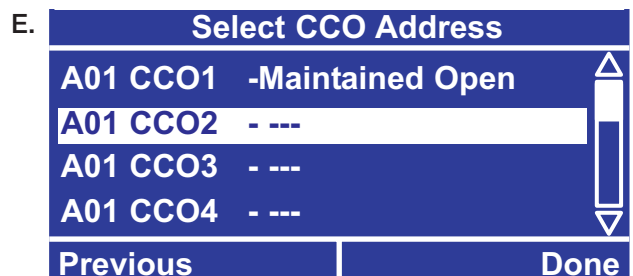 E.
Select CCO Address
A01 CCO1 -Maintained Open
A01 CCO2 - ---
A01 CCO3 - ---
A01 CCO4 - ---
Previous Done